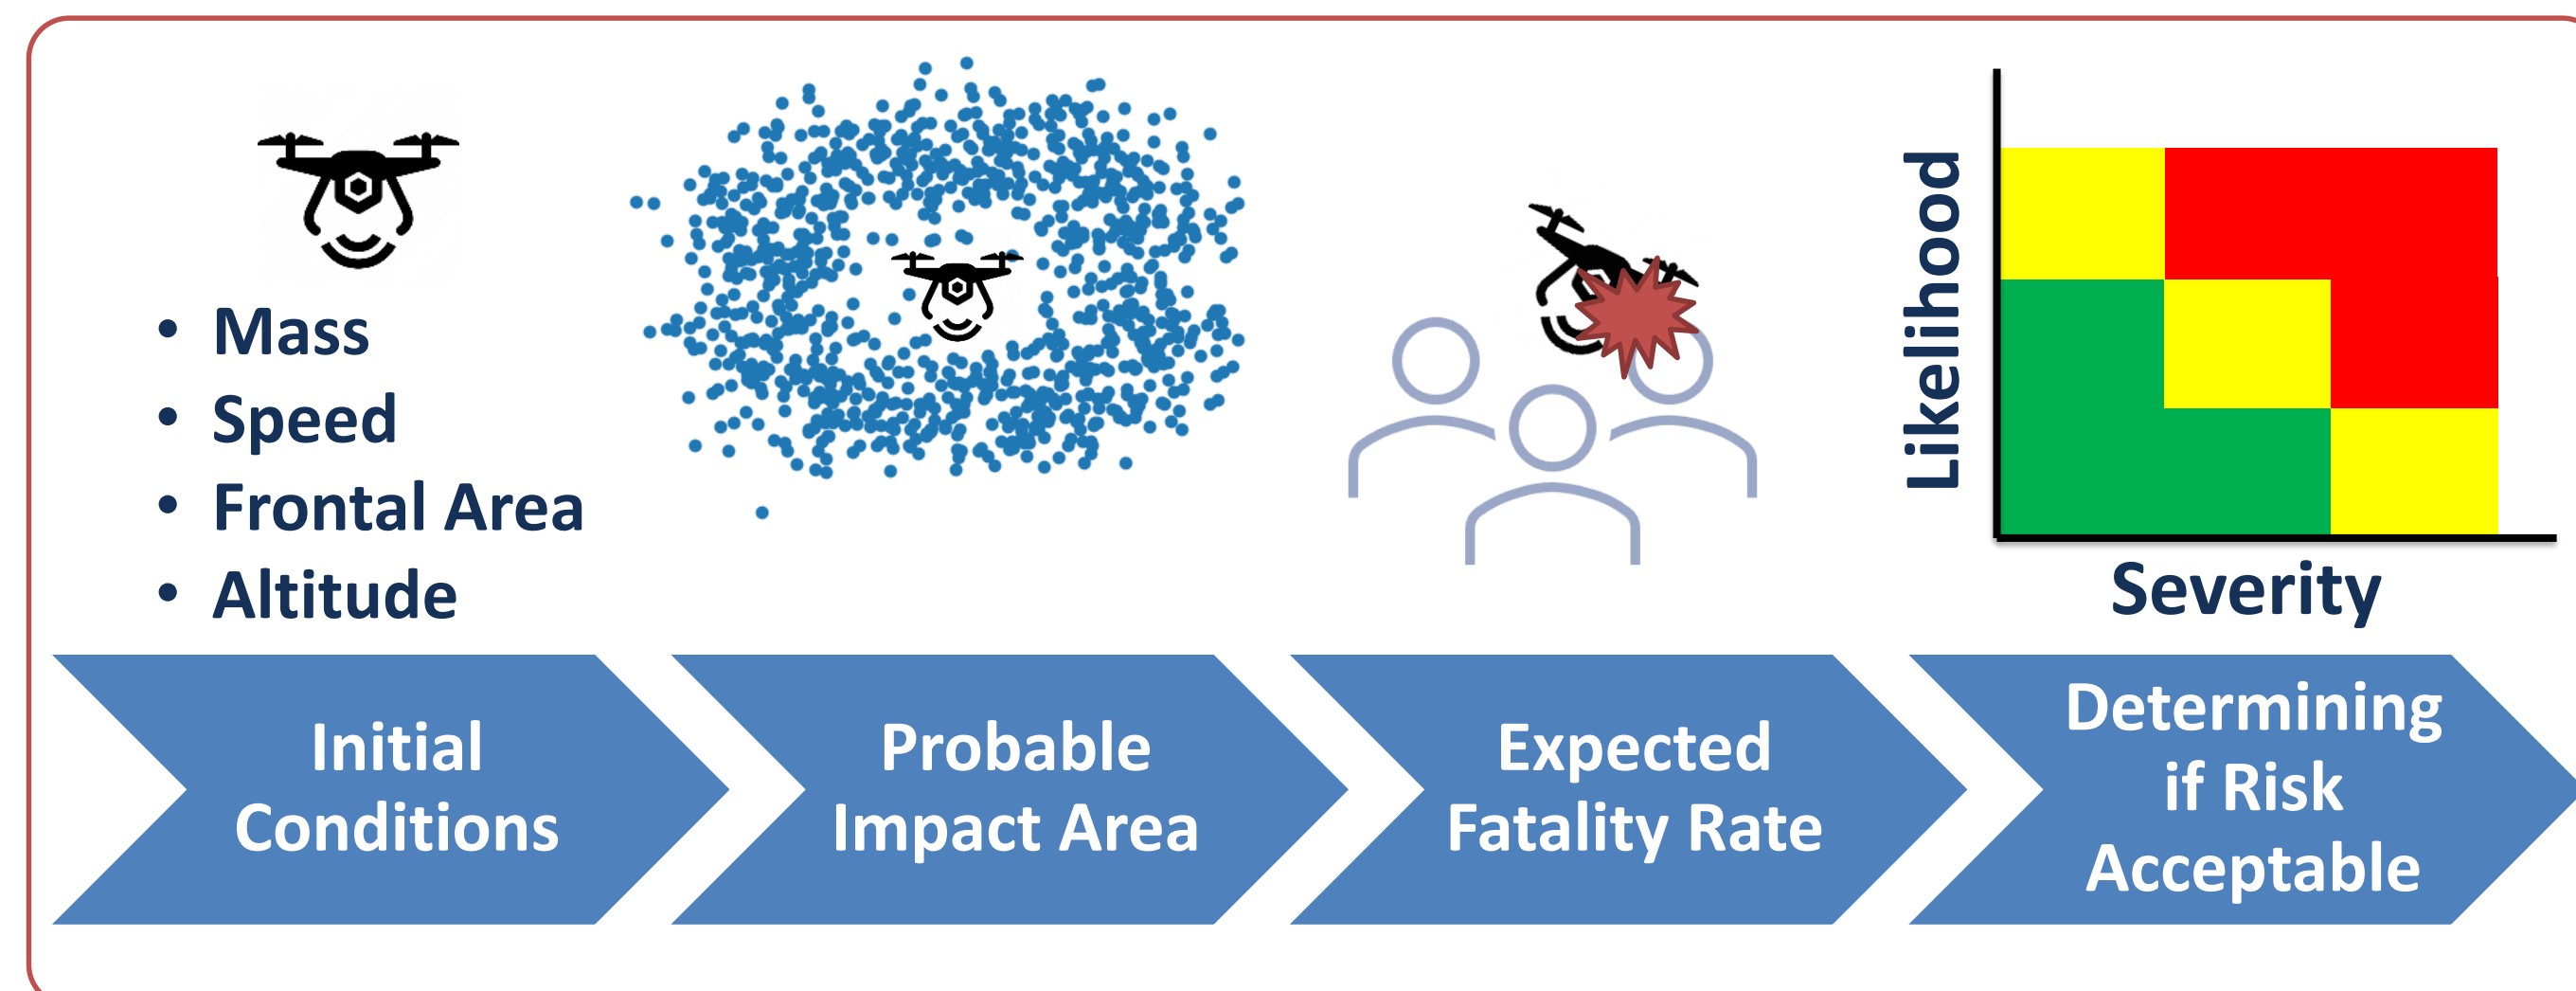 • Mass
• Speed
• Frontal Area
• Altitude
Likelihood
Severity
Initial
Conditions
Probable
Impact Area
Expected
Fatality Rate
Determining
if Risk
Acceptable